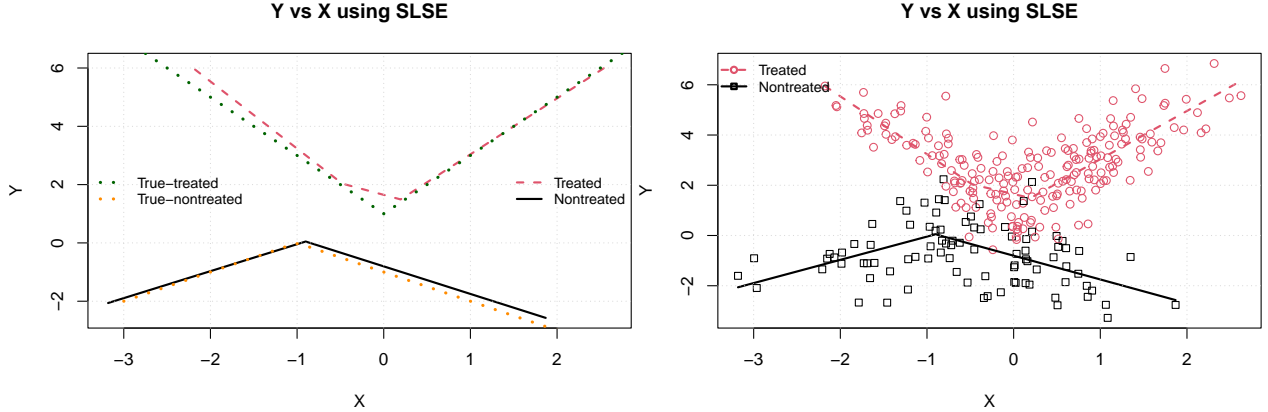 Y vs X using SLSE
6
4
2
0
−2
Y
True−treated
True−nontreated
Treated
Nontreated
−3 −2 −1 0 1 2
X
Y vs X using SLSE
Treated
Nontreated
6
4
2
0
−2
Y
−3 −2 −1 0 1 2
X